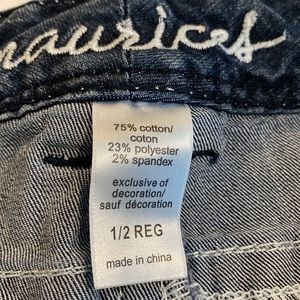 maurices
75% cotton/
coton
23% polyester
2% spandex
exclusive of
decoration/
sauf décoration
1/2 REG
made in china